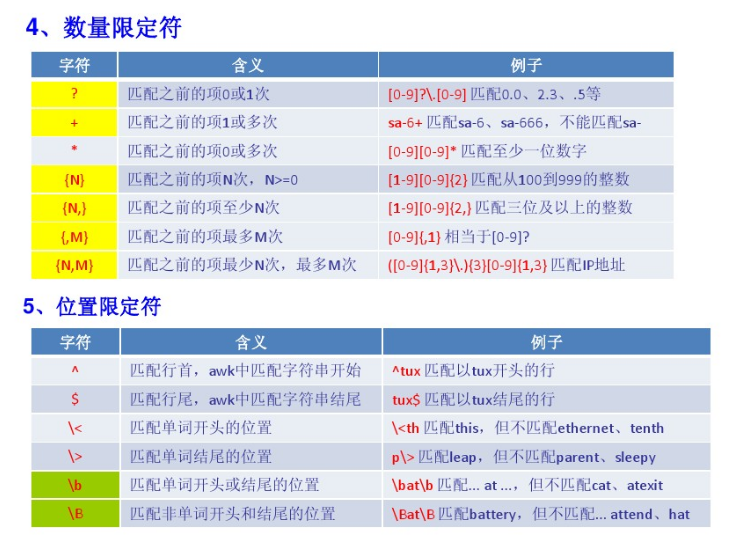 4、数量限定符
字符 含义 例子
? 匹配之前的项0或1次 [0-9]?\.[0-9] 匹配0.0、2.3、.5等
+ 匹配之前的项1或多次 sa-6+ 匹配sa-6、sa-666，不能匹配sa-
* 匹配之前的项0或多次 [0-9][0-9]* 匹配至少一位数字
{N} 匹配之前的项N次，N>=0 [1-9][0-9]{2} 匹配从100到999的整数
{N,} 匹配之前的项至少N次 [1-9][0-9]{2,} 匹配三位及以上的整数
{,M} 匹配之前的项最多M次 [0-9]{,1} 相当于[0-9]?
{N,M} 匹配之前的项最少N次，最多M次 ([0-9]{1,3}\.){3}[0-9]{1,3} 匹配IP地址
5、位置限定符
字符 含义 例子
^ 匹配行首，awk中匹配字符串开始 ^tux 匹配以tux开头的行
$ 匹配行尾，awk中匹配字符串结尾 tux$ 匹配以tux结尾的行
\< 匹配单词开头的位置 \<th 匹配this，但不匹配ethernet、tenth
\> 匹配单词结尾的位置 p\> 匹配leap，但不匹配parent、sleepy
\b 匹配单词开头或结尾的位置 \bat\b 匹配... at ...，但不匹配cat、atexit
\B 匹配非单词开头和结尾的位置 \Bat\B 匹配battery，但不匹配... attend、hat